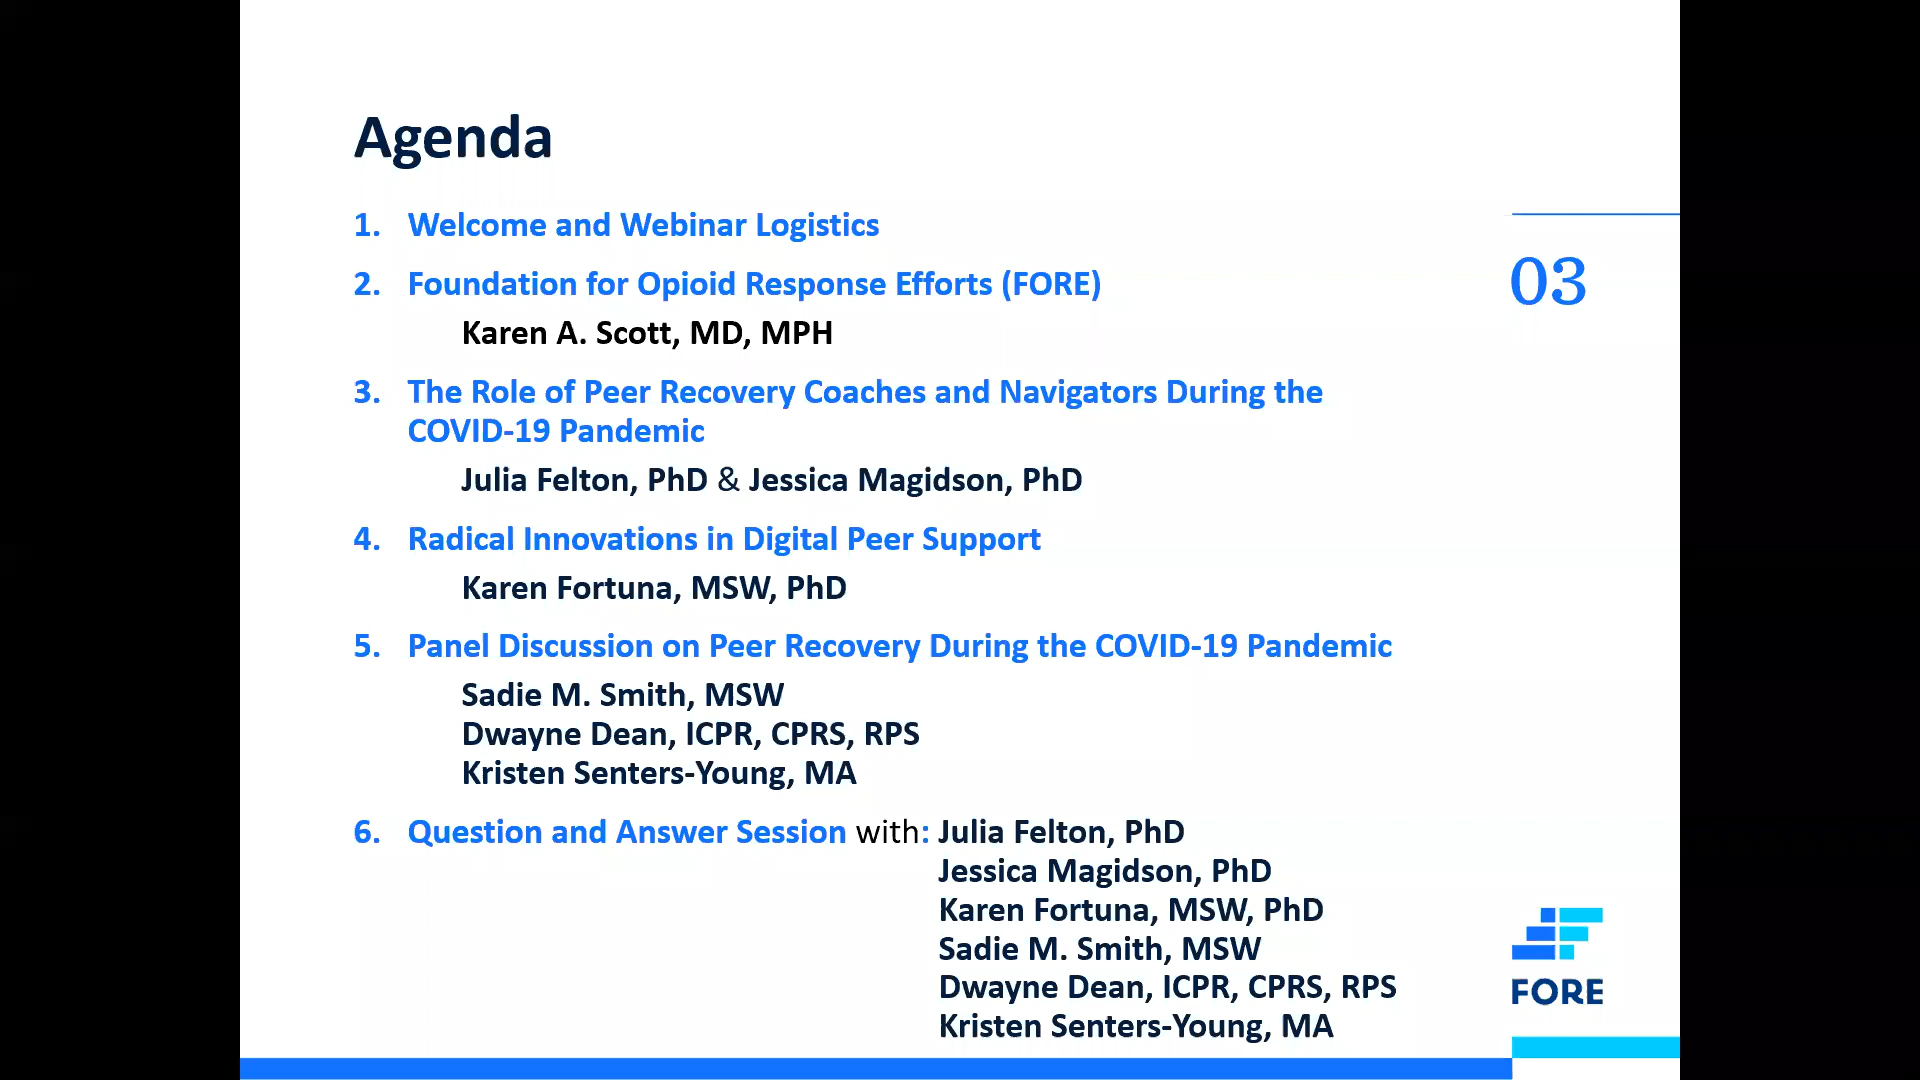 Agenda
1. Welcome and Webinar Logistics
2. Foundation for Opioid Response Efforts (FORE)
Karen A. Scott, MD, MPH
3. The Role of Peer Recovery Coaches and Navigators During the
COVID-19 Pandemic
Julia Felton, PhD & Jessica Magidson, PhD
4. Radical Innovations in Digital Peer Support
Karen Fortuna, MSW, PhD
5. Panel Discussion on Peer Recovery During the COVID-19 Pandemic
Sadie M. Smith, MSW
Dwayne Dean, ICPR, CPRS, RPS
Kristen Senters-Young, MA
6. Question and Answer Session with: Julia Felton, PhD
Jessica Magidson, PhD
Karen Fortuna, MSW, PhD
Sadie M. Smith, MSW
Dwayne Dean, ICPR, CPRS, RPS
Kristen Senters-Young, MA
03
FORE